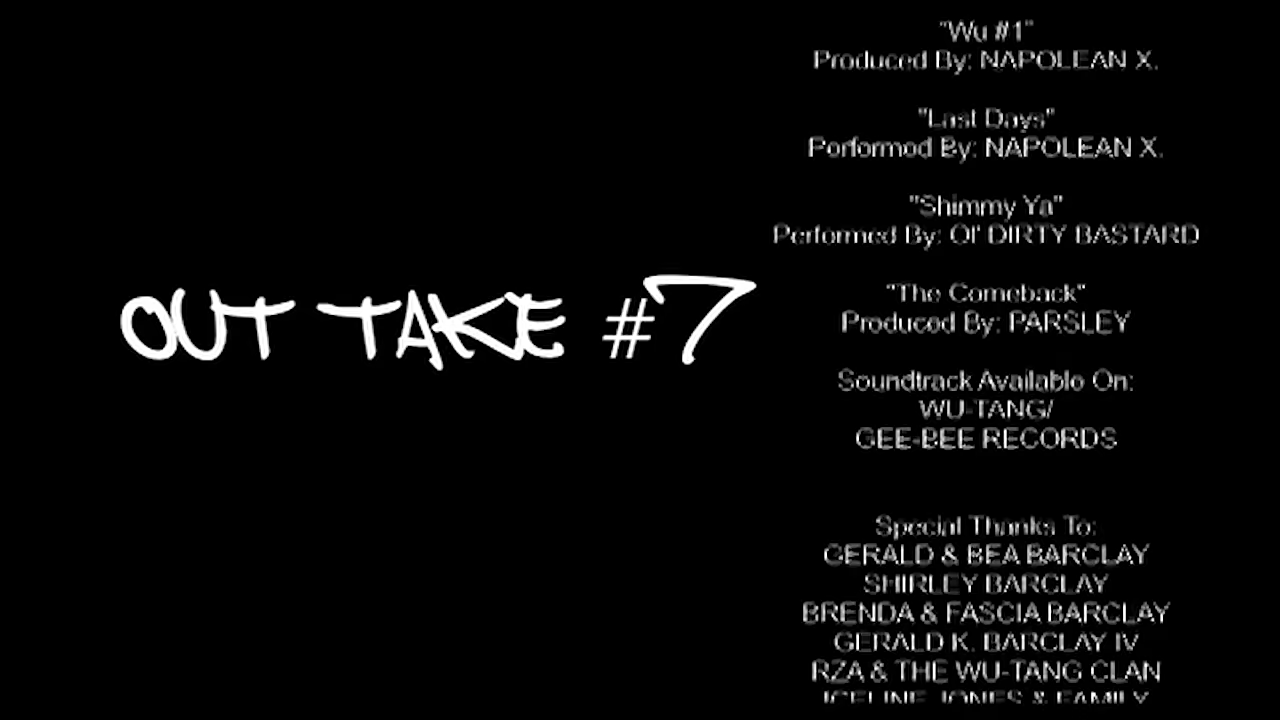 OUT TAKE #7
"Wu #1"
Produced By: NAPOLEAN X.
"Last Days"
Performed By: NAPOLEAN X.
"Shimmy Ya"
Performed By: Ol' DIRTY BASTARD
"The Comeback"
Produced By: PARSLEY
Soundtrack Available On:
WU-TANG/
GEE-BEE RECORDS
Special Thanks To:
GERALD & BEA BARCLAY
SHIRLEY BARCLAY
BRENDA & FASCIA BARCLAY
GERALD K. BARCLAY IV
RZA & THE WU-TANG CLAN
JONES & FAMILY